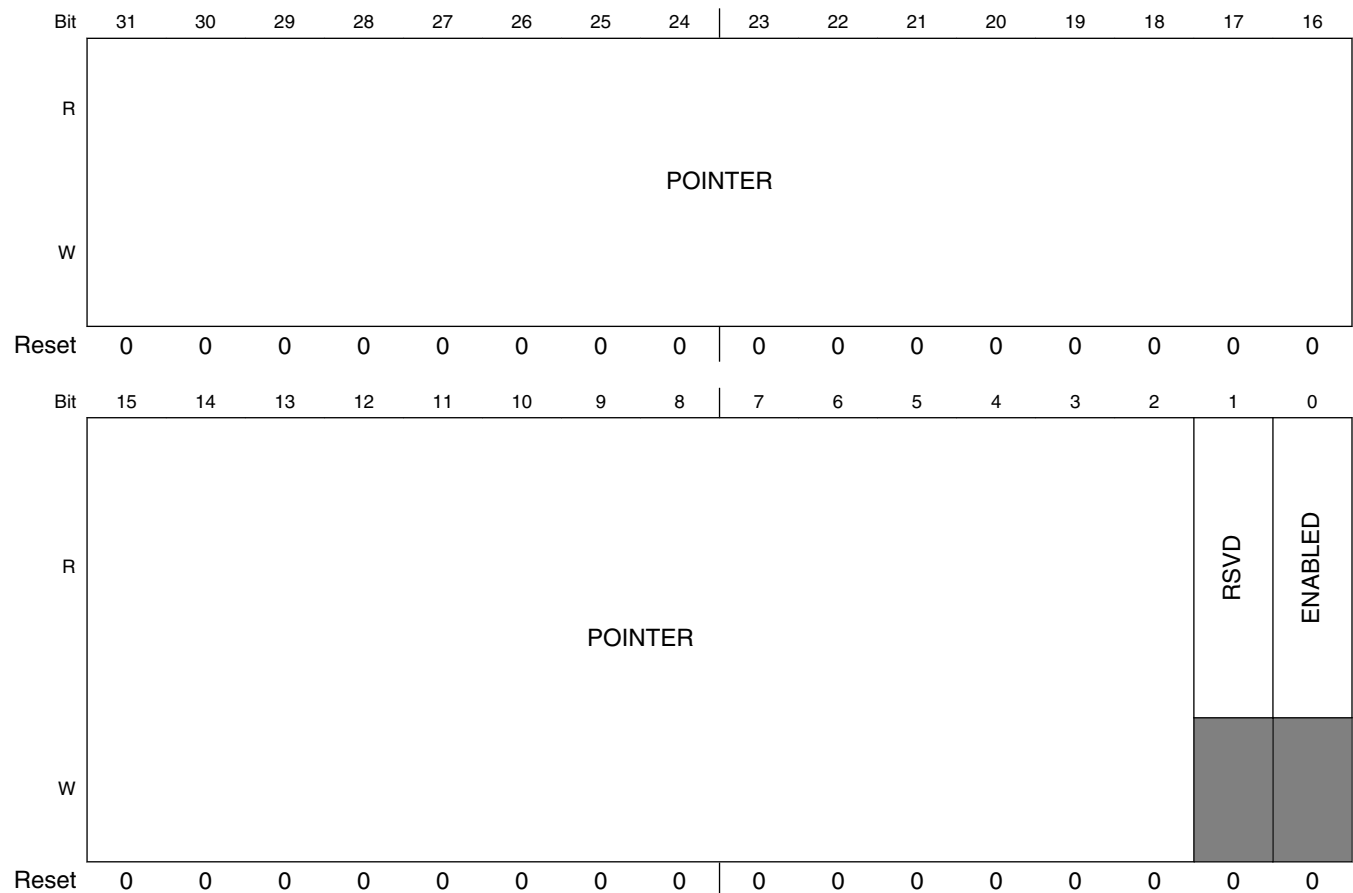 Bit 31 30 29 28 27 26 25 24 23 22 21 20 19 18 17 16
R
POINTER
W
Reset 0 0 0 0 0 0 0 0 0 0 0 0 0 0 0 0
Bit 15 14 13 12 11 10 9 8 7 6 5 4 3 2 1 0
R
RSVD
ENABLED
POINTER
W
Reset 0 0 0 0 0 0 0 0 0 0 0 0 0 0 0 0